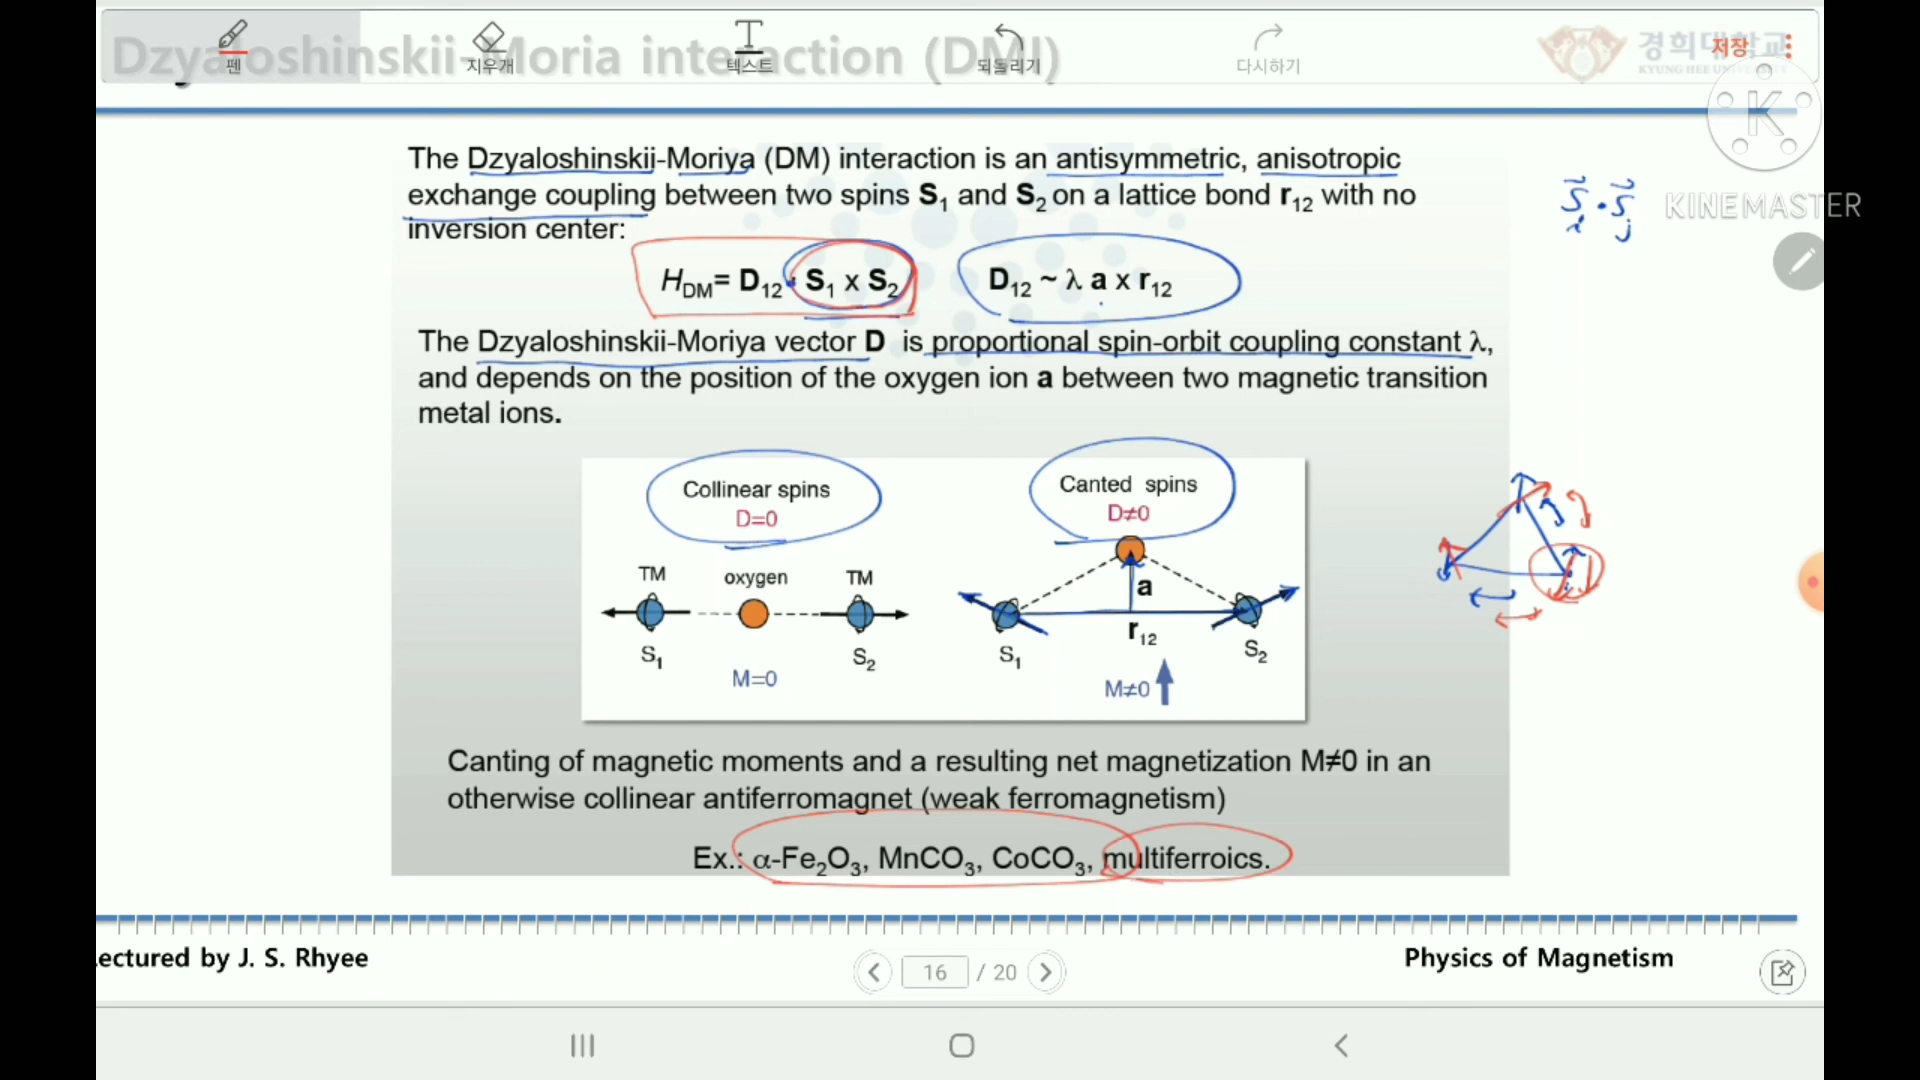 Dzyaloshinskii-Moria interaction (DMI)
펜
지우개
텍스트
되돌리기
다시하기
저장
경희대학교
KYUNG HEE UNIVERSITY
K
KINEMASTER
The Dzyaloshinskii-Moriya (DM) interaction is an antisymmetric, anisotropic
exchange coupling between two spins S₁ and S₂ on a lattice bond r₁₂ with no
inversion center:
H_DM= D₁₂· S₁ x S₂
D₁₂ ~ λ a x r₁₂
Sᵢ · Sⱼ
The Dzyaloshinskii-Moriya vector D is proportional spin-orbit coupling constant λ,
and depends on the position of the oxygen ion a between two magnetic transition
metal ions.
Collinear spins
D=0
TM
oxygen
TM
S₁
S₂
M=0
Canted spins
D≠0
a
r₁₂
S₁
S₂
M≠0
Canting of magnetic moments and a resulting net magnetization M≠0 in an
otherwise collinear antiferromagnet (weak ferromagnetism)
Ex.: α-Fe₂O₃, MnCO₃, CoCO₃, multiferroics.
ectured by J. S. Rhyee
16 / 20
Physics of Magnetism